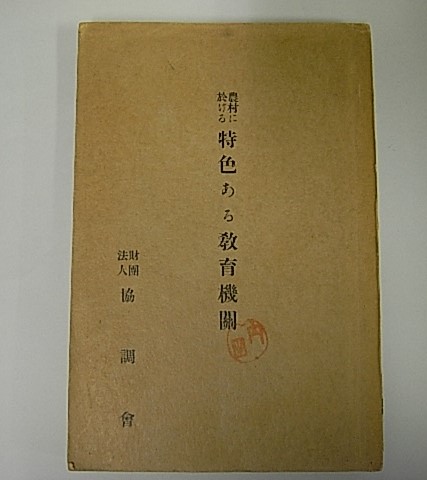 農村に
於ける
特色ある教育機關
財團
法人
協調會